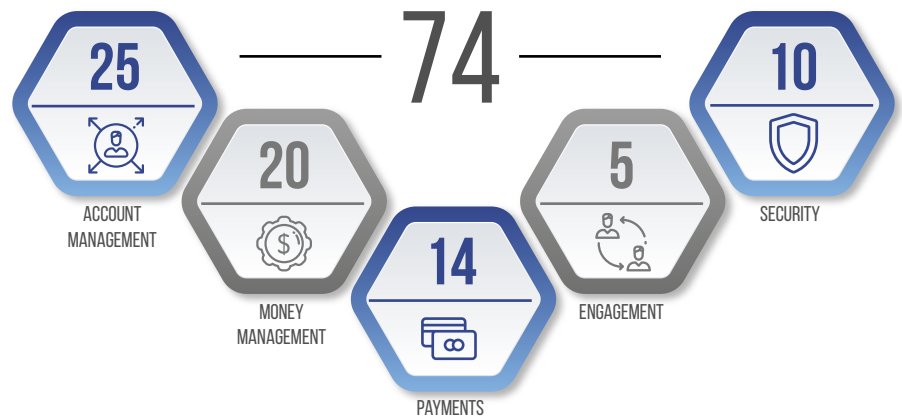 74
25
ACCOUNT
MANAGEMENT
20
$
MONEY
MANAGEMENT
14
PAYMENTS
5
ENGAGEMENT
10
SECURITY